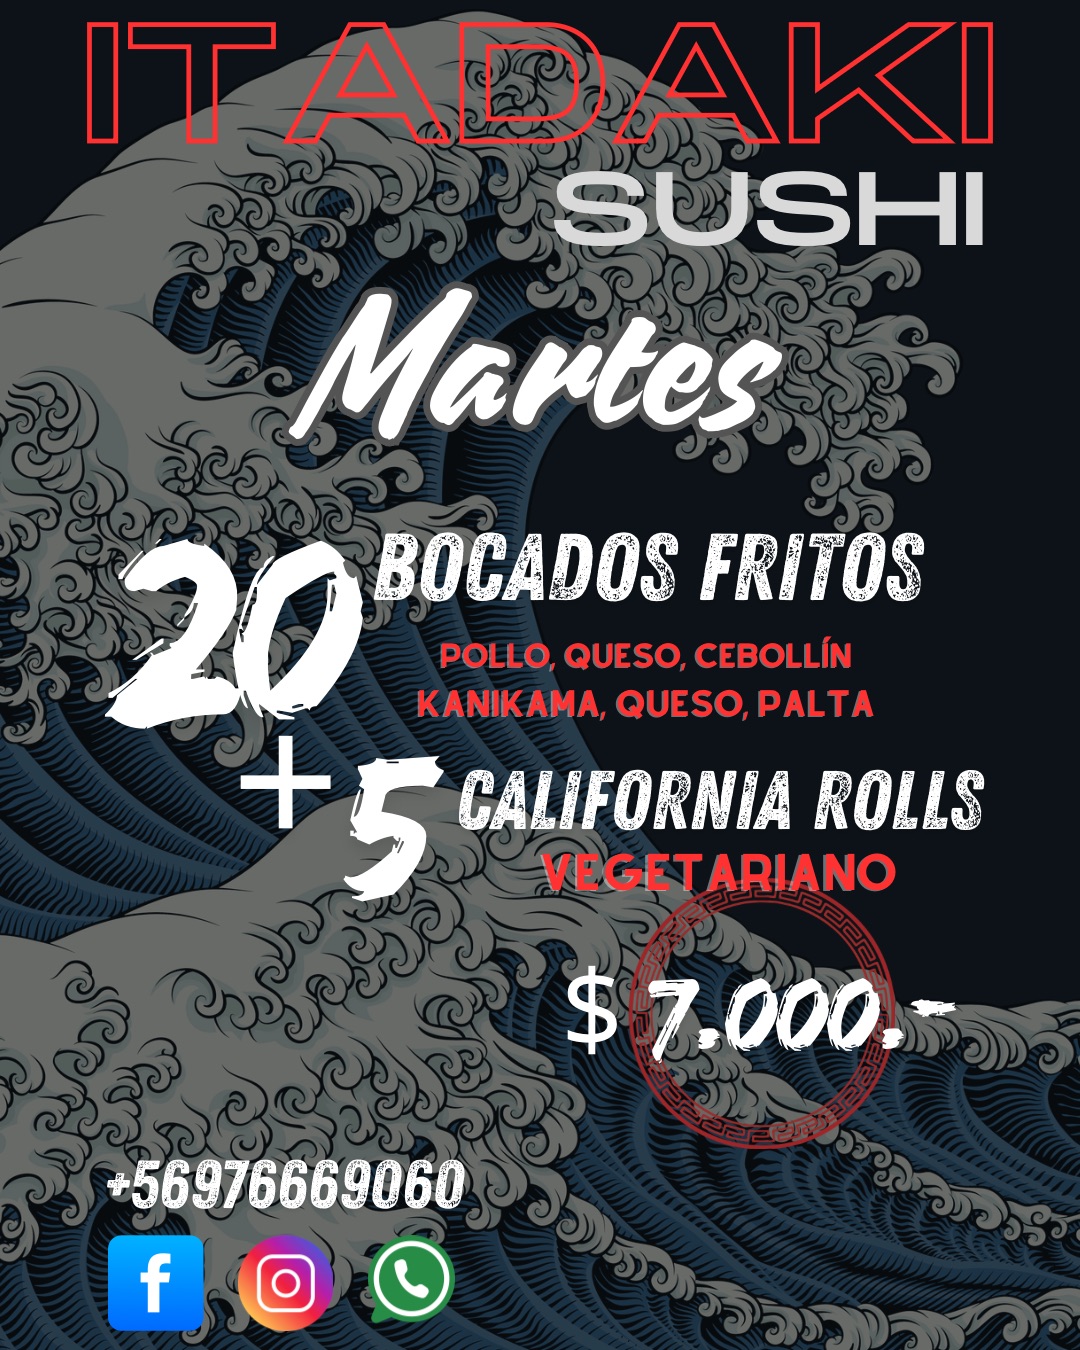 ITADAKI
SUSHI
Martes
20 BOCADOS FRITOS
POLLO, QUESO, CEBOLLÍN
KANIKAMA, QUESO, PALTA
+5 CALIFORNIA ROLLS
VEGETARIANO
$ 7.000.-
+56976669060